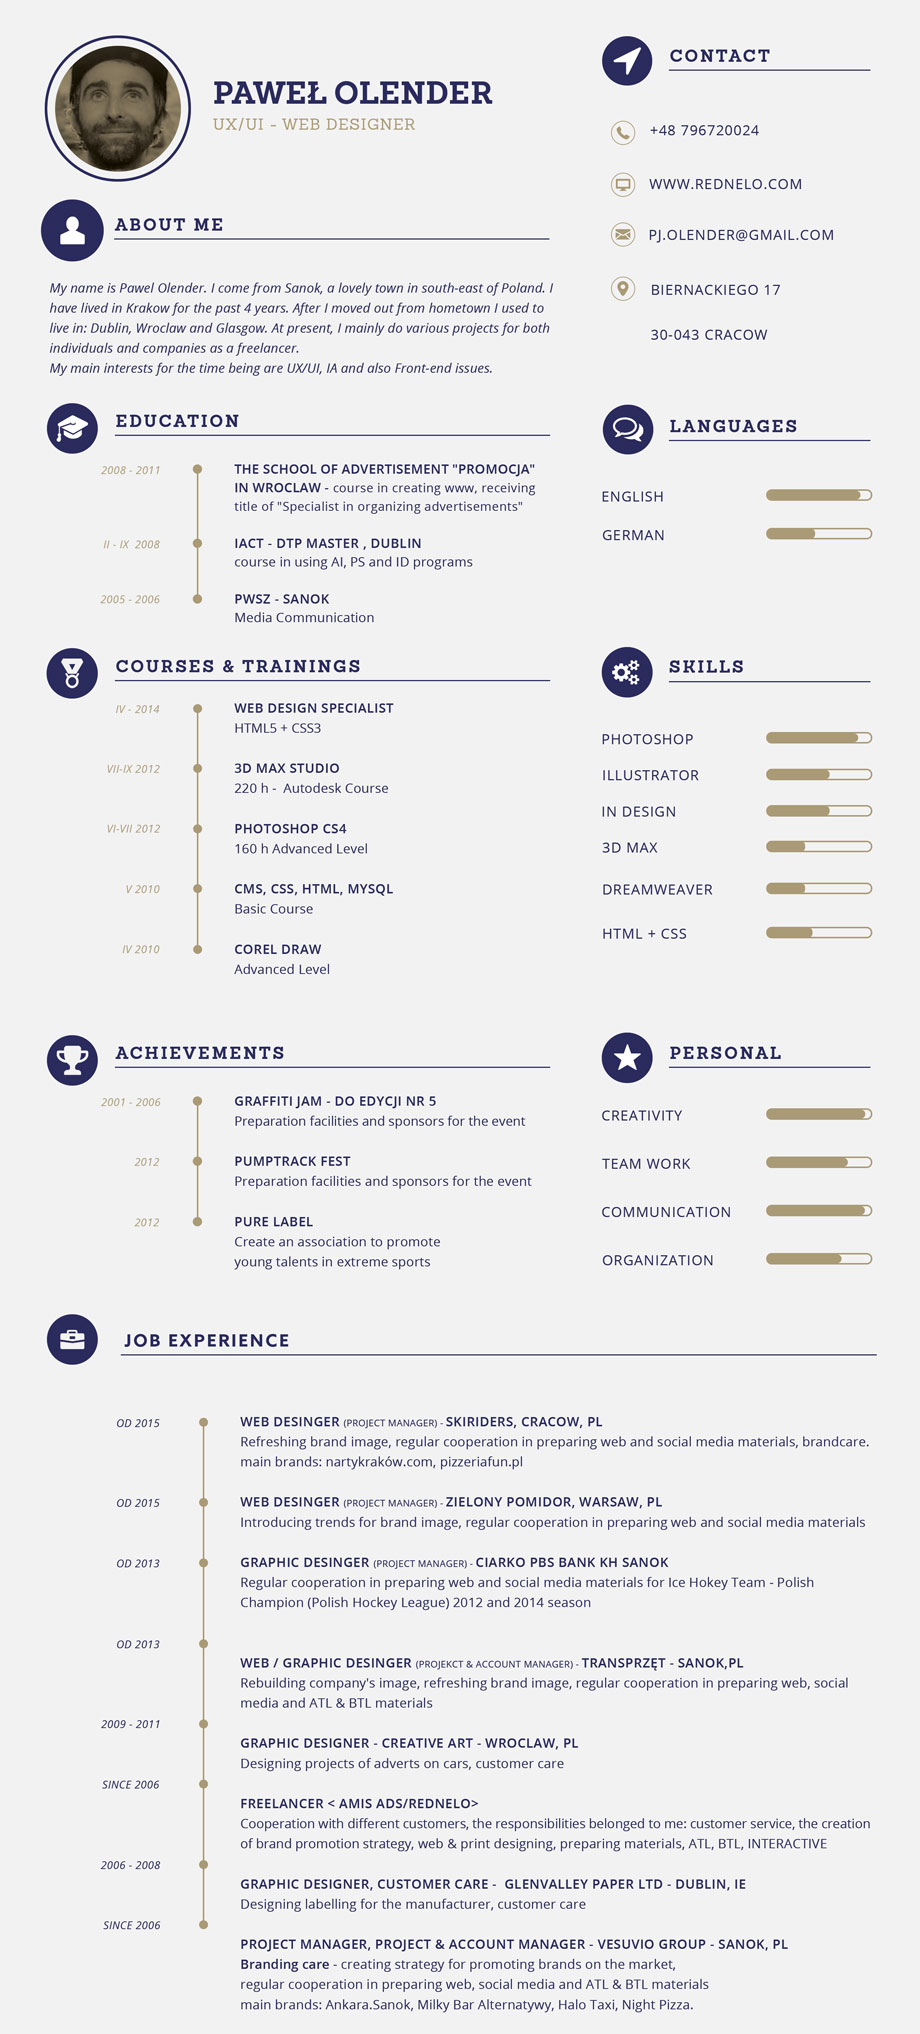 PAWEŁ OLENDER
UX/UI - WEB DESIGNER
ABOUT ME
My name is Pawel Olender. I come from Sanok, a lovely town in south-east of Poland. I
have lived in Krakow for the past 4 years. After I moved out from hometown I used to
live in: Dublin, Wroclaw and Glasgow. At present, I mainly do various projects for both
individuals and companies as a freelancer.
My main interests for the time being are UX/UI, IA and also Front-end issues.
CONTACT
+48 796720024
WWW.REDNELO.COM
PJ.OLENDER@GMAIL.COM
BIERNACKIEGO 17
30-043 CRACOW
EDUCATION
2008 - 2011
THE SCHOOL OF ADVERTISEMENT "PROMOCJA"
IN WROCLAW - course in creating www, receiving
title of "Specialist in organizing advertisements"
II - IX 2008
IACT - DTP MASTER , DUBLIN
course in using AI, PS and ID programs
2005 - 2006
PWSZ - SANOK
Media Communication
LANGUAGES
ENGLISH
GERMAN
COURSES & TRAININGS
IV - 2014
WEB DESIGN SPECIALIST
HTML5 + CSS3
VII-IX 2012
3D MAX STUDIO
220 h - Autodesk Course
VI-VII 2012
PHOTOSHOP CS4
160 h Advanced Level
V 2010
CMS, CSS, HTML, MYSQL
Basic Course
IV 2010
COREL DRAW
Advanced Level
SKILLS
PHOTOSHOP
ILLUSTRATOR
IN DESIGN
3D MAX
DREAMWEAVER
HTML + CSS
ACHIEVEMENTS
2001 - 2006
GRAFFITI JAM - DO EDYCJI NR 5
Preparation facilities and sponsors for the event
2012
PUMPTRACK FEST
Preparation facilities and sponsors for the event
2012
PURE LABEL
Create an association to promote
young talents in extreme sports
PERSONAL
CREATIVITY
TEAM WORK
COMMUNICATION
ORGANIZATION
JOB EXPERIENCE
OD 2015
WEB DESINGER (PROJECT MANAGER) - SKIRIDERS, CRACOW, PL
Refreshing brand image, regular cooperation in preparing web and social media materials, brandcare.
main brands: nartykraków.com, pizzeriafun.pl
OD 2015
WEB DESINGER (PROJECT MANAGER) - ZIELONY POMIDOR, WARSAW, PL
Introducing trends for brand image, regular cooperation in preparing web and social media materials
OD 2013
GRAPHIC DESINGER (PROJECT MANAGER) - CIARKO PBS BANK KH SANOK
Regular cooperation in preparing web and social media materials for Ice Hokey Team - Polish
Champion (Polish Hockey League) 2012 and 2014 season
OD 2013
WEB / GRAPHIC DESINGER (PROJEKCT & ACCOUNT MANAGER) - TRANSPRZĘT - SANOK,PL
Rebuilding company's image, refreshing brand image, regular cooperation in preparing web, social
media and ATL & BTL materials
2009 - 2011
GRAPHIC DESIGNER - CREATIVE ART - WROCLAW, PL
Designing projects of adverts on cars, customer care
SINCE 2006
FREELANCER < AMIS ADS/REDNELO>
Cooperation with different customers, the responsibilities belonged to me: customer service, the creation
of brand promotion strategy, web & print designing, preparing materials, ATL, BTL, INTERACTIVE
2006 - 2008
GRAPHIC DESIGNER, CUSTOMER CARE - GLENVALLEY PAPER LTD - DUBLIN, IE
Designing labelling for the manufacturer, customer care
SINCE 2006
PROJECT MANAGER, PROJECT & ACCOUNT MANAGER - VESUVIO GROUP - SANOK, PL
Branding care - creating strategy for promoting brands on the market,
regular cooperation in preparing web, social media and ATL & BTL materials
main brands: Ankara.Sanok, Milky Bar Alternatywy, Halo Taxi, Night Pizza.